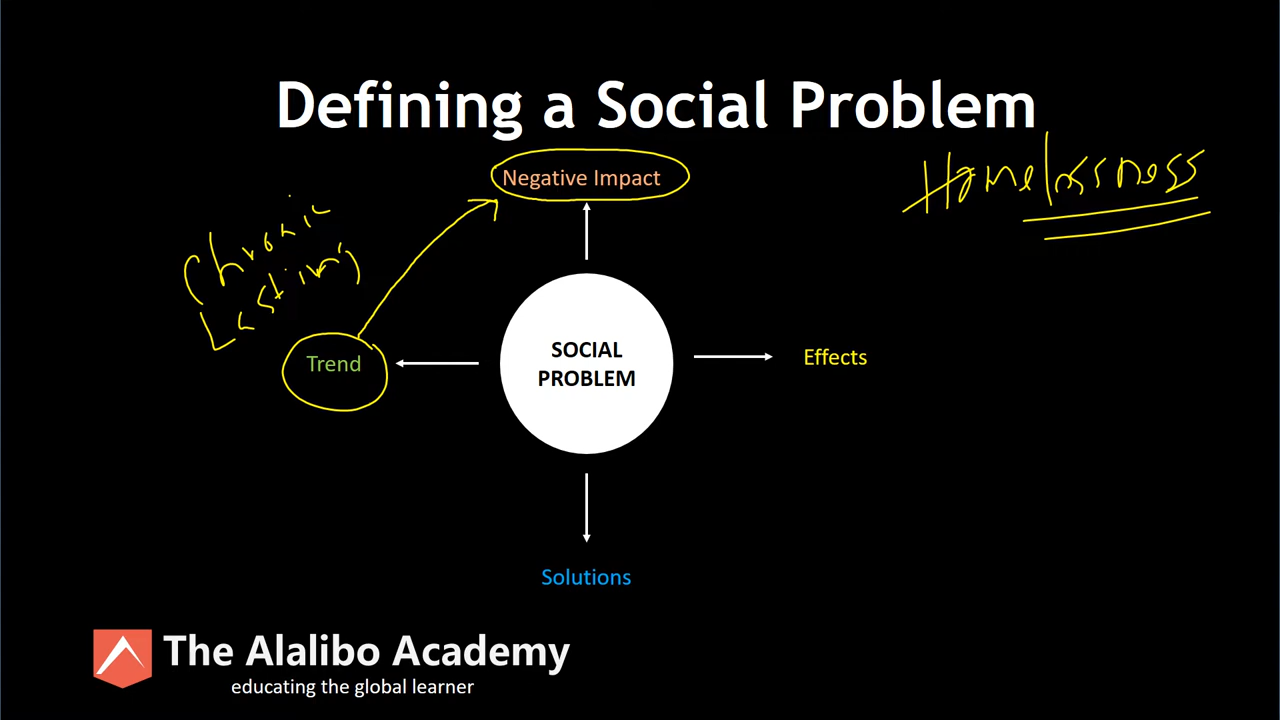 Defining a Social Problem
Negative Impact
Homelessness
Chronic
Lasting
SOCIAL
PROBLEM
Trend
Effects
Solutions
The Alalibo Academy
educating the global learner